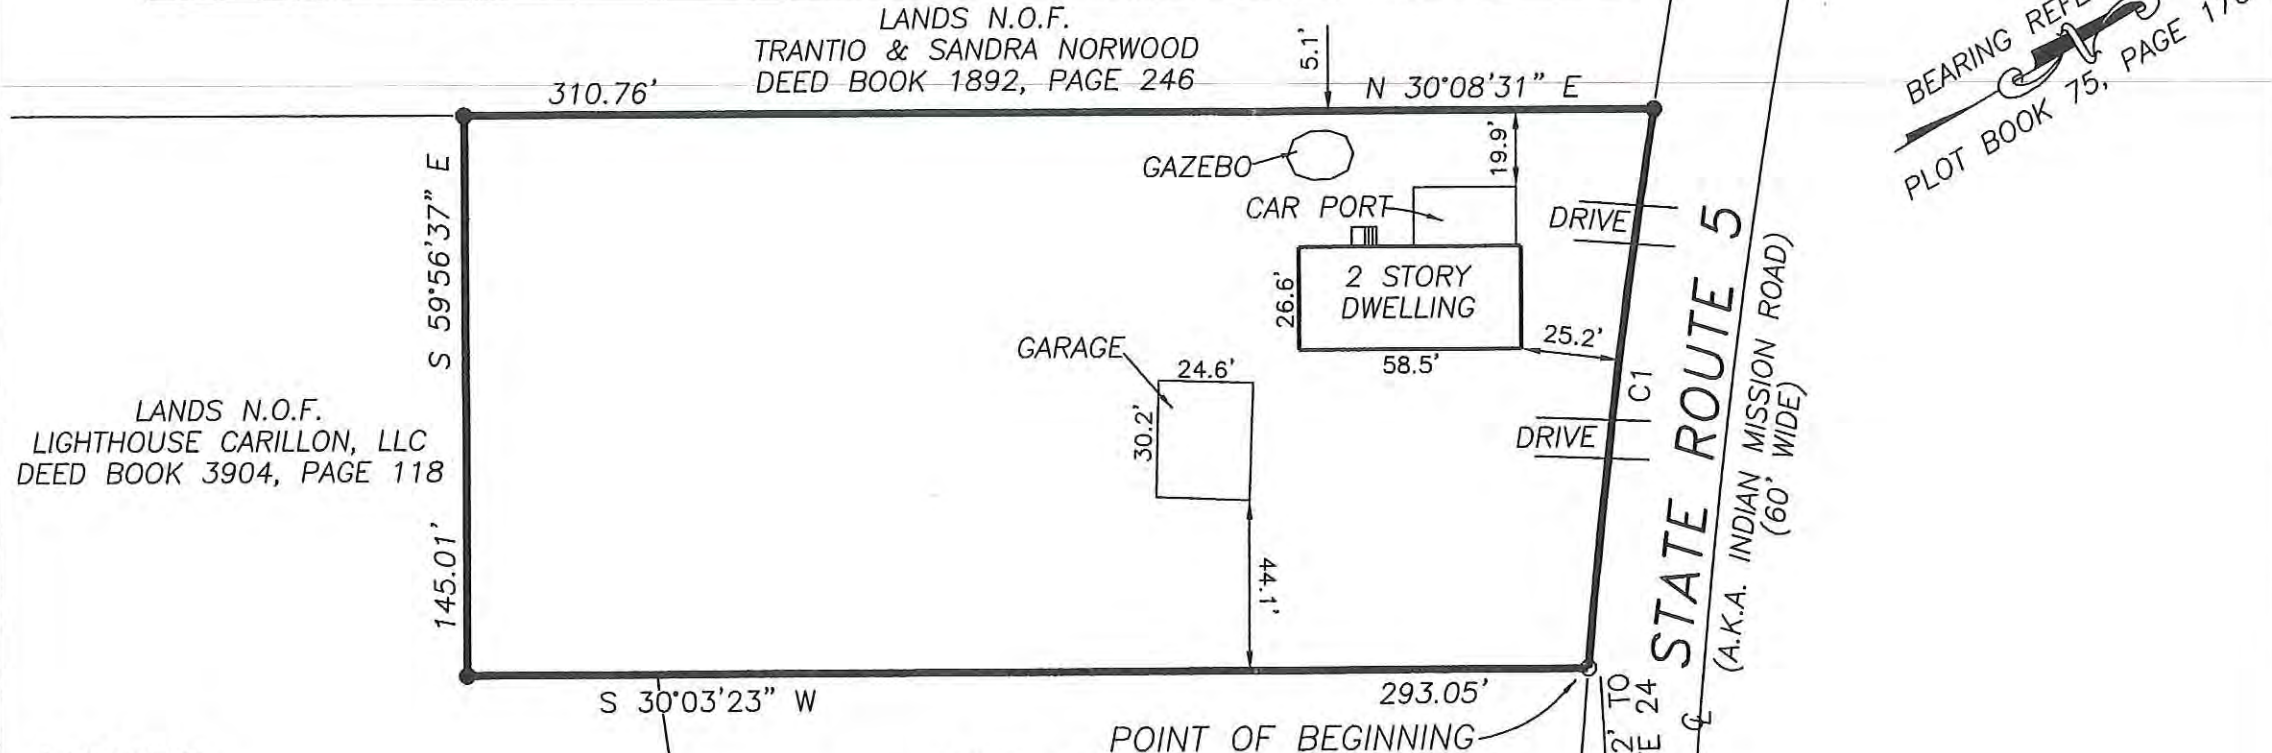 LANDS N.O.F.
TRANTIO & SANDRA NORWOOD
DEED BOOK 1892, PAGE 246
310.76'
5.1'
N 30°08'31" E
BEARING
PLOT BOOK 75, PAGE
GAZEBO
19.9'
CAR PORT
DRIVE
S 59°56'37" E
145.01'
2 STORY
DWELLING
26.6'
58.5'
25.2'
GARAGE
24.6'
30.2'
44.1'
C1
DRIVE
STATE ROUTE 5
(A.K.A. INDIAN MISSION ROAD)
(60' WIDE)
LANDS N.O.F.
LIGHTHOUSE CARILLON, LLC
DEED BOOK 3904, PAGE 118
S 30°03'23" W
293.05'
POINT OF BEGINNING
2' TO
E 24
℄